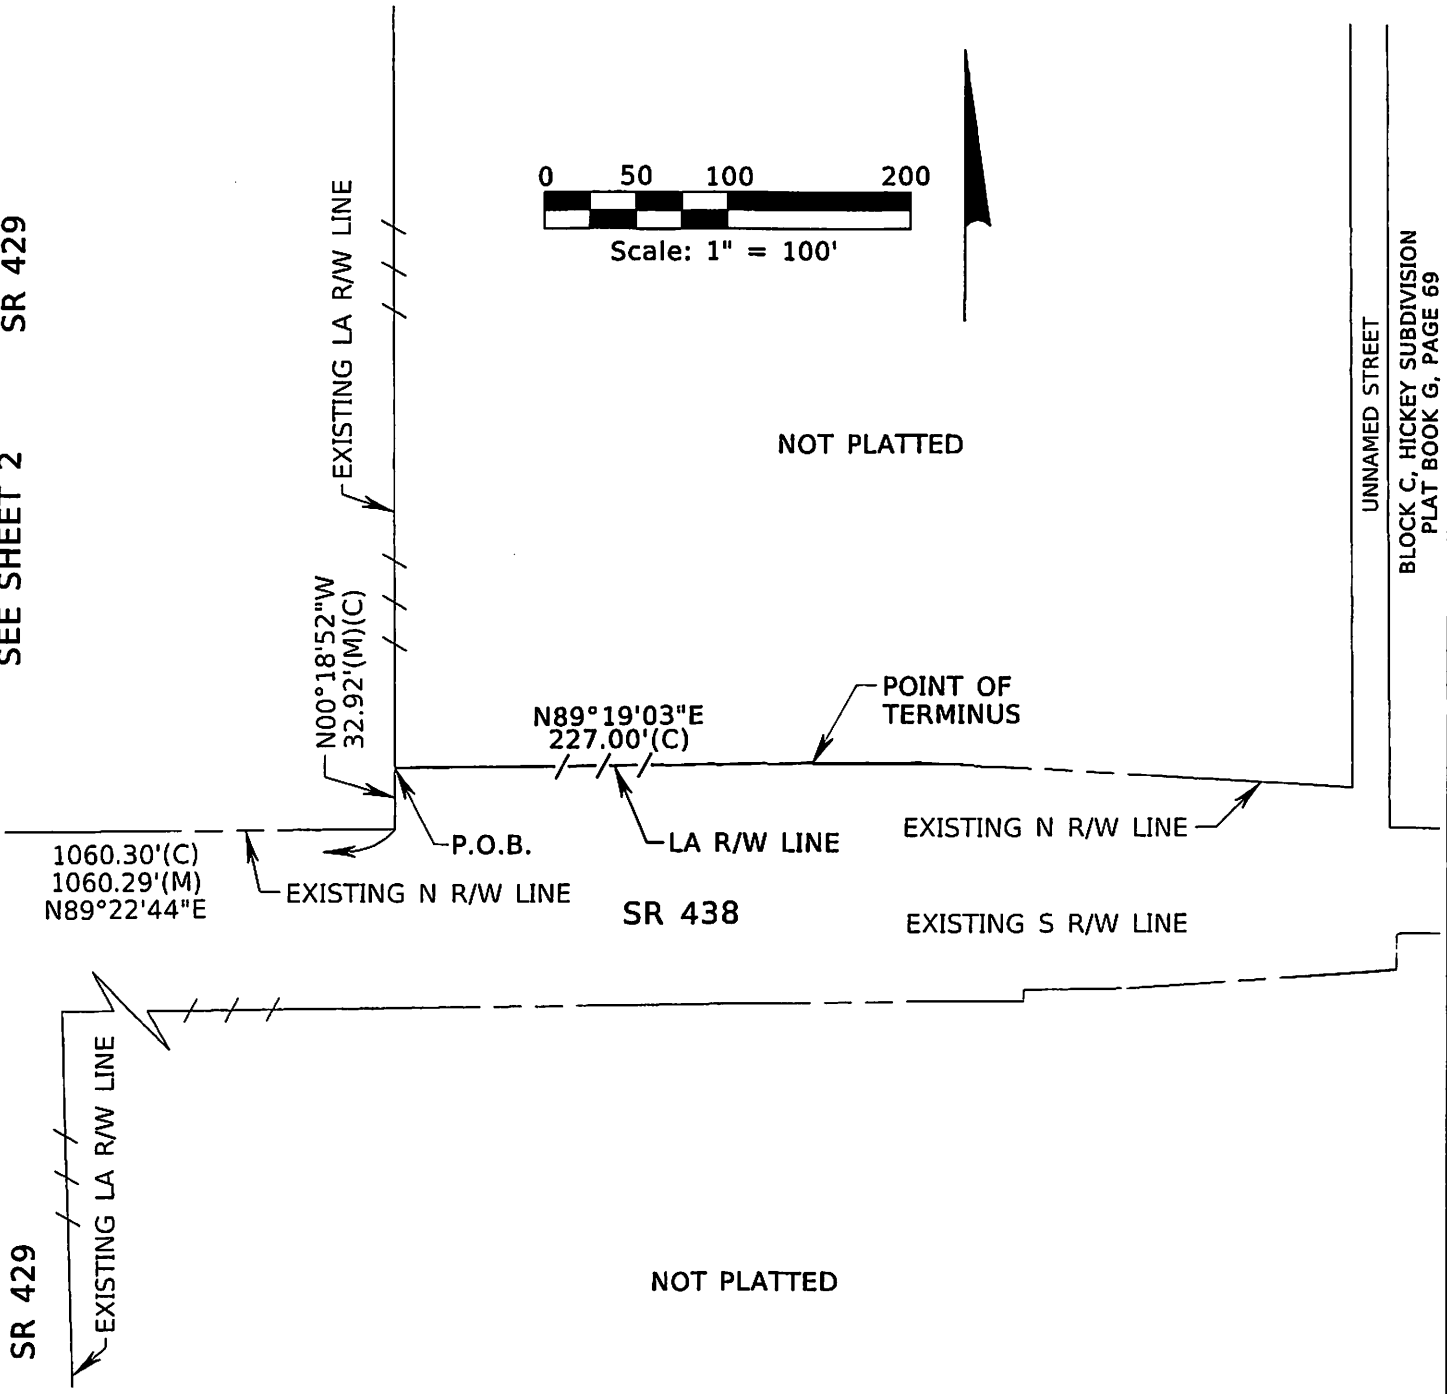 SR 429
SEE SHEET 2
EXISTING LA R/W LINE
0 50 100 200
Scale: 1" = 100'
NOT PLATTED
UNNAMED STREET
BLOCK C, HICKEY SUBDIVISION
PLAT BOOK G, PAGE 69
N00°18'52"W
32.92'(M)(C)
N89°19'03"E
227.00'(C)
POINT OF
TERMINUS
P.O.B.
LA R/W LINE
EXISTING N R/W LINE
1060.30'(C)
1060.29'(M)
N89°22'44"E
EXISTING N R/W LINE
SR 438
EXISTING S R/W LINE
EXISTING LA R/W LINE
SR 429
NOT PLATTED